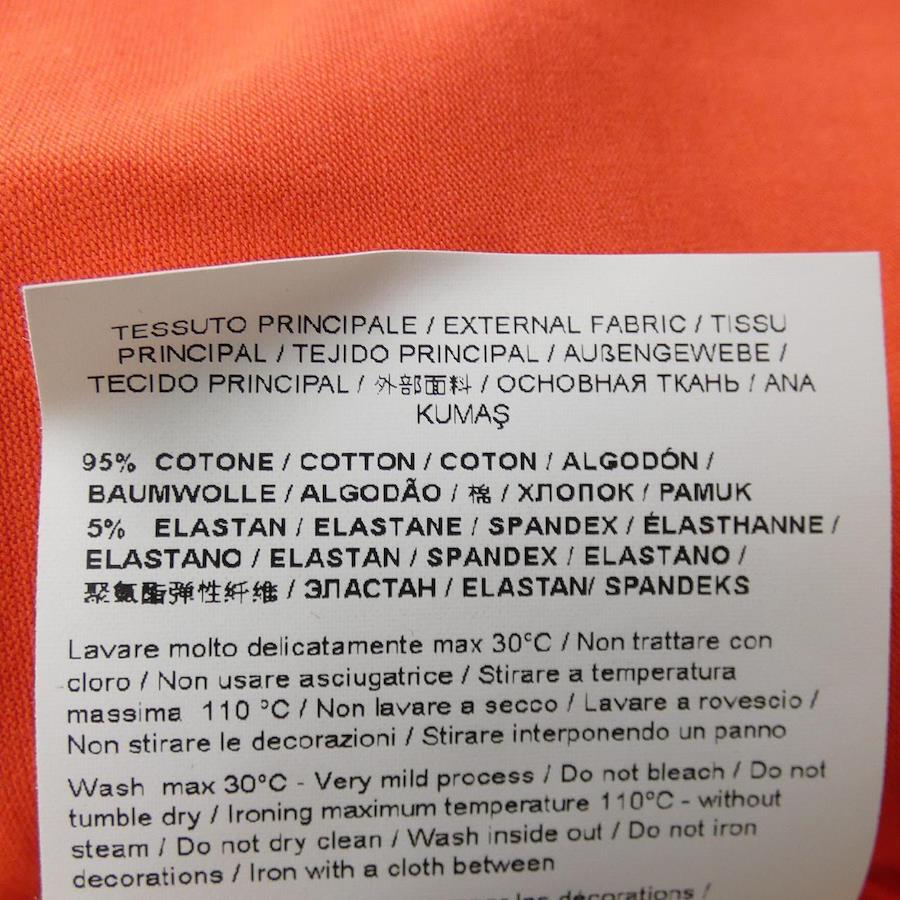 TESSUTO PRINCIPALE / EXTERNAL FABRIC / TISSU
PRINCIPAL / TEJIDO PRINCIPAL / AUßENGEWEBE /
TECIDO PRINCIPAL / 外部面料 / ОСНОВНАЯ ТКАНЬ / ANA
KUMAŞ
95% COTONE / COTTON / COTON / ALGODÓN /
BAUMWOLLE / ALGODÃO / 棉 / ХЛОПОК / PAMUK
5% ELASTAN / ELASTANE / SPANDEX / ÉLASTHANNE /
ELASTANO / ELASTAN / SPANDEX / ELASTANO /
聚氨酯弹性纤维 / ЭЛАСТАН / ELASTAN/ SPANDEKS
Lavare molto delicatamente max 30°C / Non trattare con
cloro / Non usare asciugatrice / Stirare a temperatura
massima 110 °C / Non lavare a secco / Lavare a rovescio /
Non stirare le decorazioni / Stirare interponendo un panno
Wash max 30°C - Very mild process / Do not bleach / Do not
tumble dry / Ironing maximum temperature 110°C - without
steam / Do not dry clean / Wash inside out / Do not iron
decorations / Iron with a cloth between
les décorations /